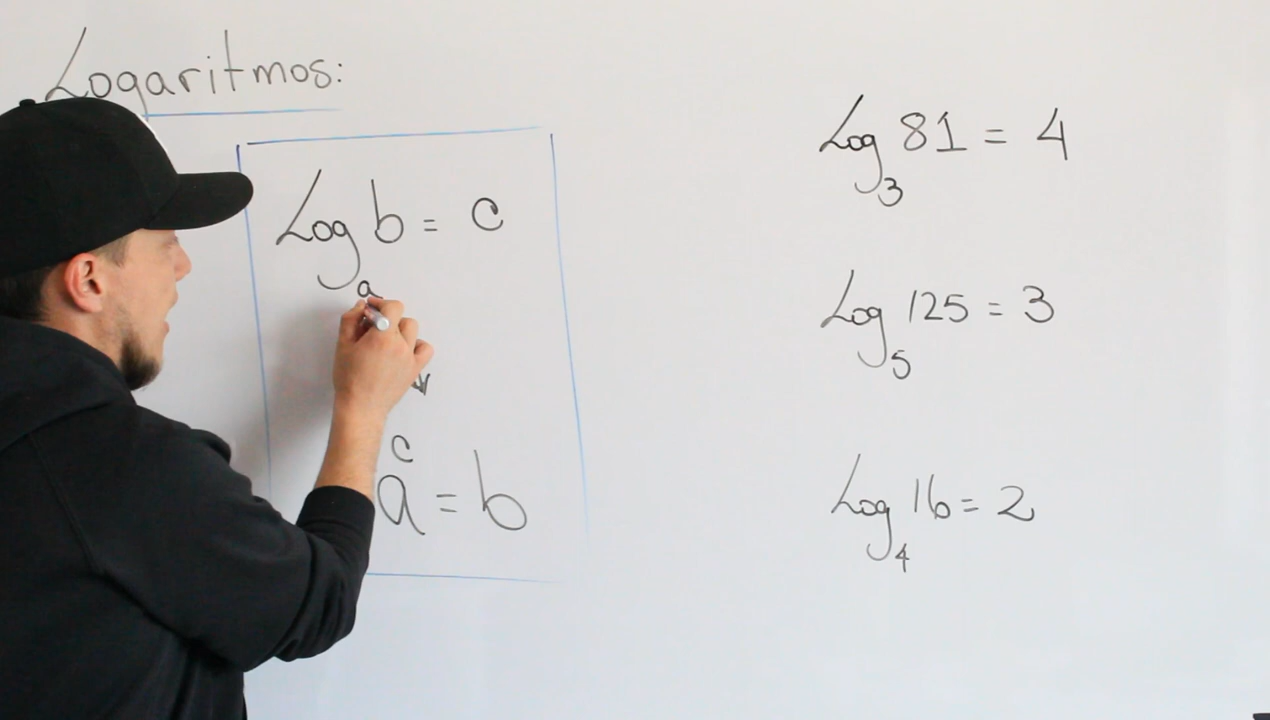 Logaritmos:
Log_a b = c
a^c = b
Log_3 81 = 4
Log_5 125 = 3
Log_4 16 = 2